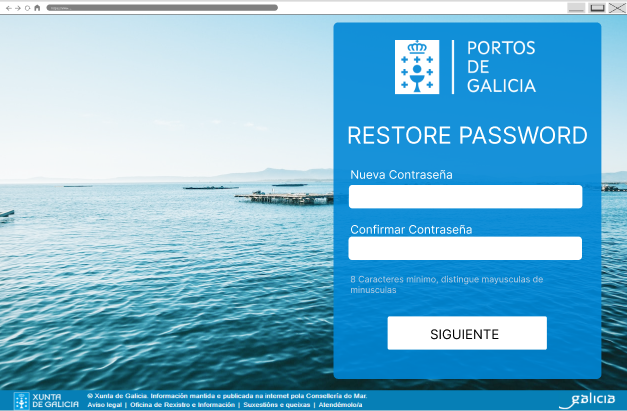 PORTOS
DE
GALICIA
RESTORE PASSWORD
Nueva Contraseña
Confirmar Contraseña
8 Caracteres minimo, distingue mayusculas de
minusculas
SIGUIENTE
XUNTA
DE GALICIA
© Xunta de Galicia. Información mantida e publicada na internet pola Consellería do Mar.
Aviso legal | Oficina de Rexistro e Información | Suxestións e queixas | Atendémolo/a
galicia